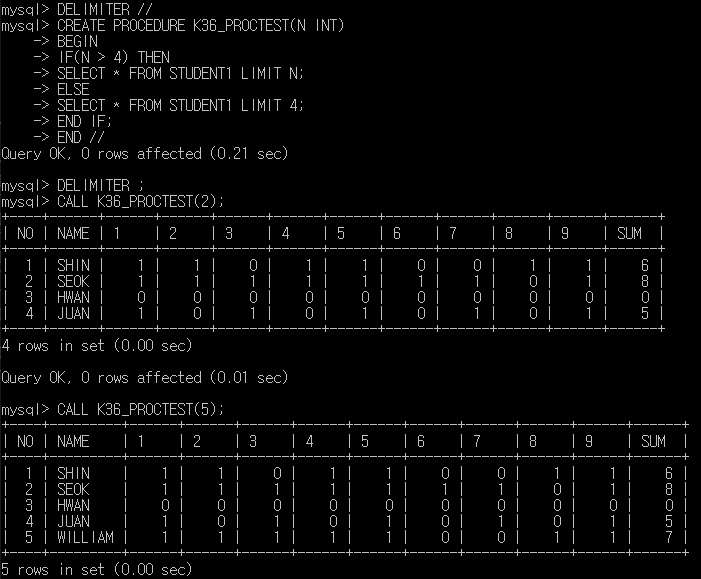 mysql> DELIMITER //
mysql> CREATE PROCEDURE K36_PROCTEST(N INT)
    -> BEGIN
    -> IF(N > 4) THEN
    -> SELECT * FROM STUDENT1 LIMIT N;
    -> ELSE
    -> SELECT * FROM STUDENT1 LIMIT 4;
    -> END IF;
    -> END //
Query OK, 0 rows affected (0.21 sec)

mysql> DELIMITER ;
mysql> CALL K36_PROCTEST(2);
+----+------+------+------+------+------+------+------+------+------+------+------+
| NO | NAME | 1    | 2    | 3    | 4    | 5    | 6    | 7    | 8    | 9    | SUM  |
+----+------+------+------+------+------+------+------+------+------+------+------+
|  1 | SHIN |    1 |    1 |    0 |    1 |    1 |    0 |    0 |    1 |    1 |    6 |
|  2 | SEOK |    1 |    1 |    1 |    1 |    1 |    1 |    1 |    0 |    1 |    8 |
|  3 | HWAN |    0 |    0 |    0 |    0 |    0 |    0 |    0 |    0 |    0 |    0 |
|  4 | JUAN |    1 |    0 |    1 |    0 |    1 |    0 |    1 |    0 |    1 |    5 |
+----+------+------+------+------+------+------+------+------+------+------+------+
4 rows in set (0.00 sec)

Query OK, 0 rows affected (0.01 sec)

mysql> CALL K36_PROCTEST(5);
+----+---------+------+------+------+------+------+------+------+------+------+------+
| NO | NAME    | 1    | 2    | 3    | 4    | 5    | 6    | 7    | 8    | 9    | SUM  |
+----+---------+------+------+------+------+------+------+------+------+------+------+
|  1 | SHIN    |    1 |    1 |    0 |    1 |    1 |    0 |    0 |    1 |    1 |    6 |
|  2 | SEOK    |    1 |    1 |    1 |    1 |    1 |    1 |    1 |    0 |    1 |    8 |
|  3 | HWAN    |    0 |    0 |    0 |    0 |    0 |    0 |    0 |    0 |    0 |    0 |
|  4 | JUAN    |    1 |    0 |    1 |    0 |    1 |    0 |    1 |    0 |    1 |    5 |
|  5 | WILLIAM |    1 |    1 |    1 |    1 |    1 |    0 |    0 |    1 |    1 |    7 |
+----+---------+------+------+------+------+------+------+------+------+------+------+
5 rows in set (0.00 sec)